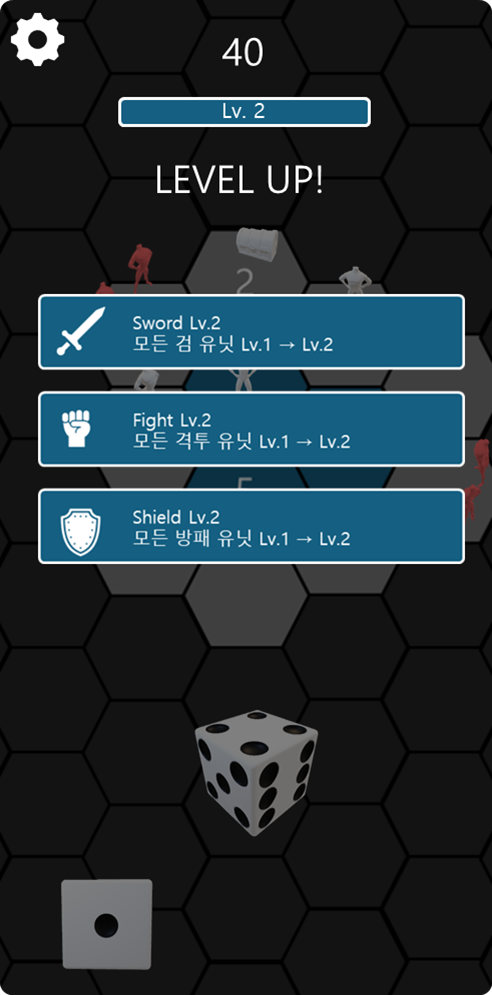 40
Lv. 2
LEVEL UP!
2
Sword Lv.2
모든 검 유닛 Lv.1 → Lv.2
Fight Lv.2
모든 격투 유닛 Lv.1 → Lv.2
Shield Lv.2
모든 방패 유닛 Lv.1 → Lv.2